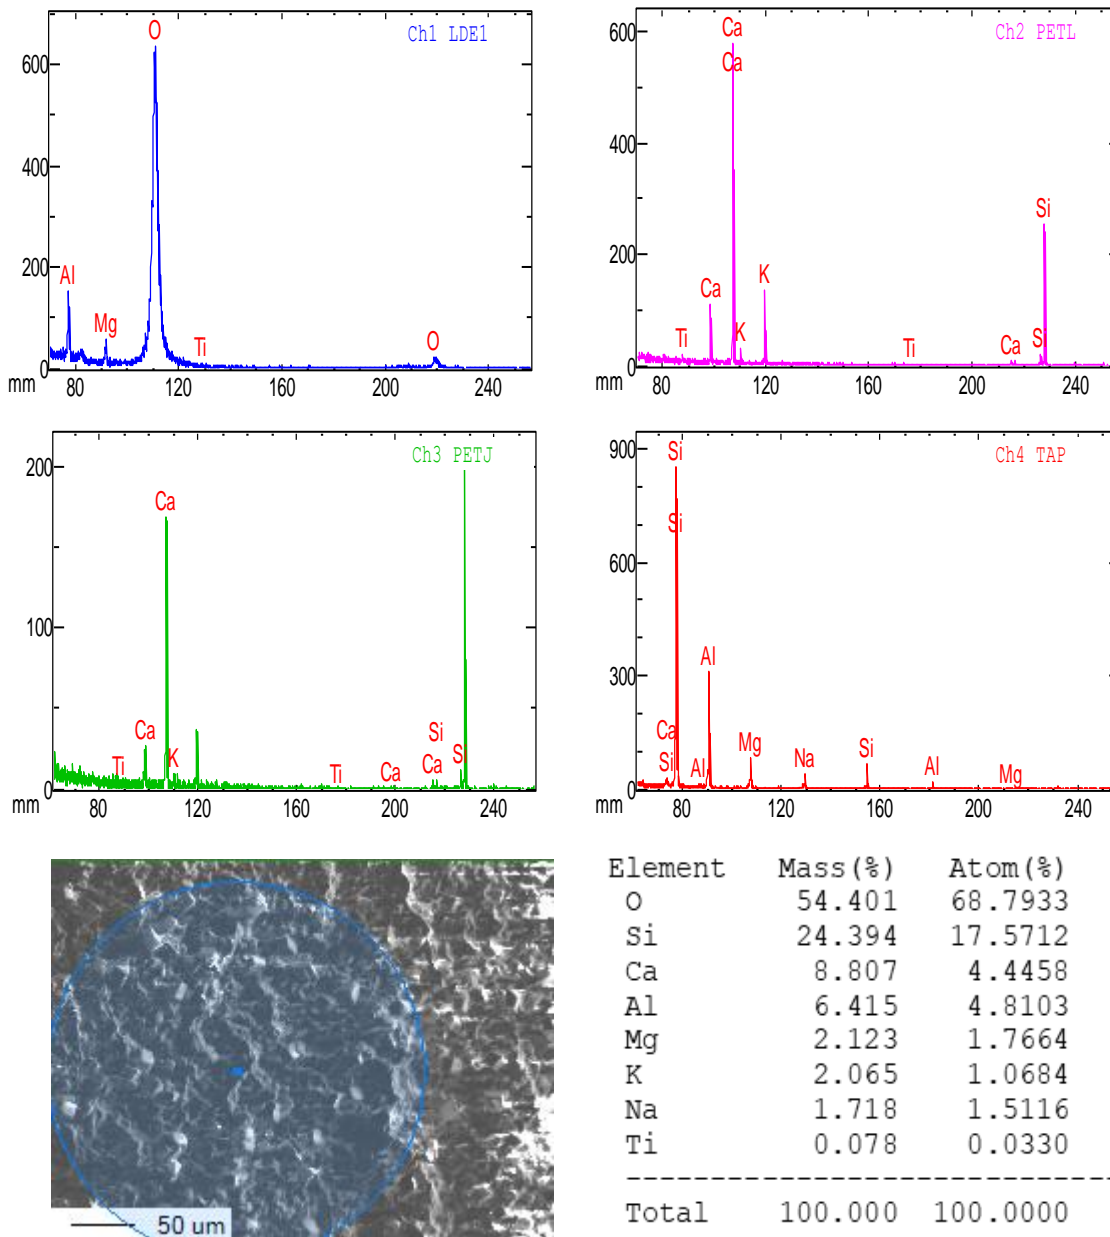 Ch1 LDE1
O
600
400
Al
200
Mg
Ti
O
0
mm
80
120
160
200
240
Ch2 PETL
Ca
600
Ca
400
Si
K
200
Ca
Ti
K
Ti
Ca
S
0
mm
80
120
160
200
240
Ch3 PETJ
200
Ca
100
Ca
Si
Ti
K
Ti
Ca
Ca
0
mm
80
120
160
200
240
Ch4 TAP
Si
900
Si
600
Al
300
Ca
Mg
Na
Si
Si
Al
Al
Mg
0
mm
80
120
160
200
240
50 um
Element Mass(%) Atom(%)
O 54.401 68.7933
Si 24.394 17.5712
Ca 8.807 4.4458
Al 6.415 4.8103
Mg 2.123 1.7664
K 2.065 1.0684
Na 1.718 1.5116
Ti 0.078 0.0330
Total 100.000 100.0000